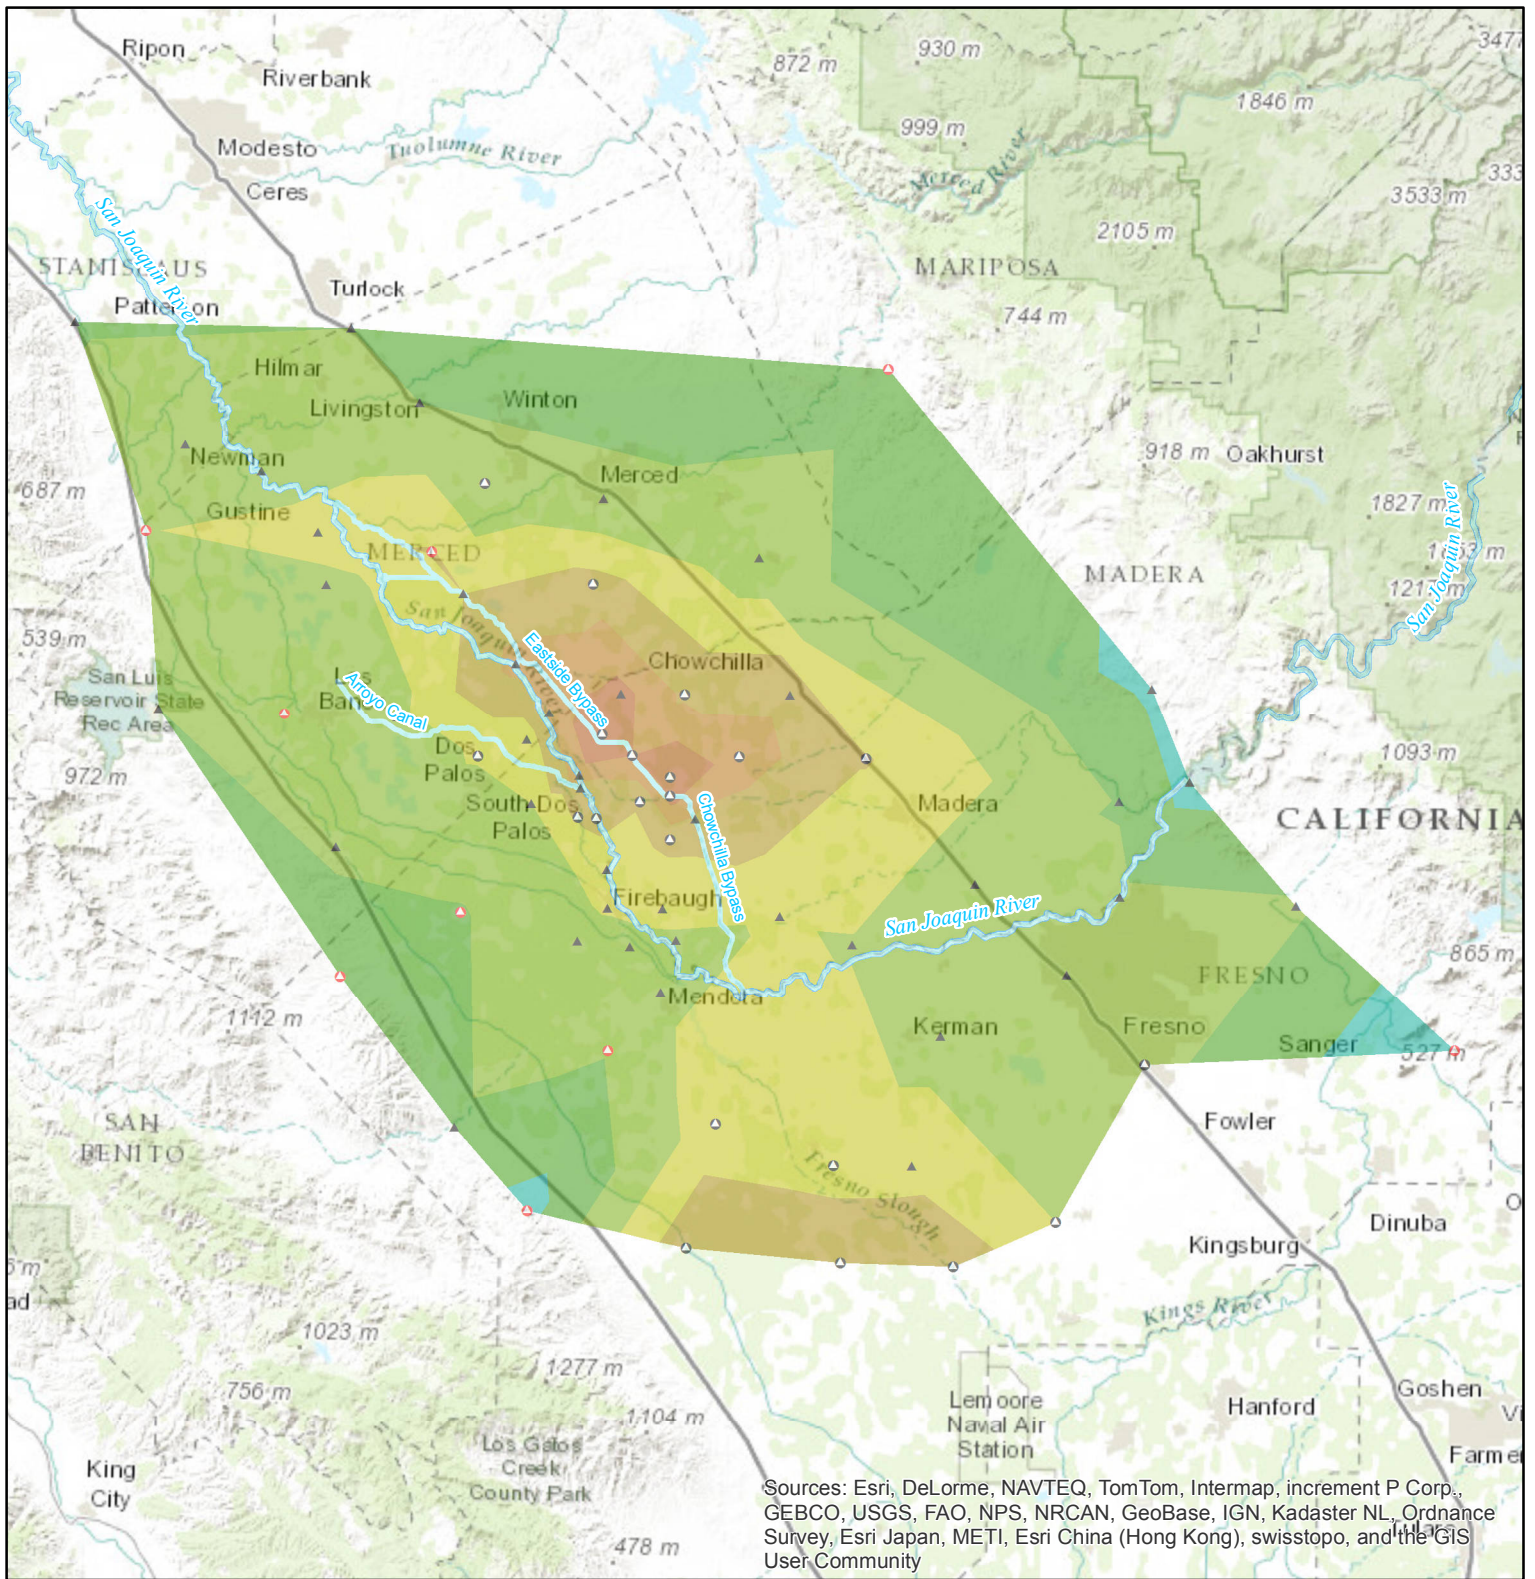 Ripon
Riverbank
872 m
930 m
Modesto
Tuolumne River
999 m
1846 m
Merced River
Ceres
3533 m
2105 m
San Joaquin River
STANISLAUS
Turlock
MARIPOSA
Patterson
744 m
Hilmar
Livingston
Winton
Newman
Merced
918 m
Oakhurst
687 m
Gustine
1827 m
San Joaquin River
MERCED
MADERA
San Joaquin River
539 m
Eastside Bypass
Chowchilla
San Luis
Reservoir State
Rec Area
Los
Banos
Arroyo Canal
Dos
Palos
972 m
1093 m
South Dos
Palos
Chowchilla Bypass
Madera
CALIFORNIA
Firebaugh
San Joaquin River
865 m
FRESNO
Mendota
1112 m
Kerman
Fresno
Sanger
527 m
SAN
BENITO
Fowler
Fresno Slough
Dinuba
Kingsburg
Kings River
1023 m
1277 m
756 m
1104 m
Lemoore
Naval Air
Station
Hanford
Goshen
Los Gatos
Creek
County Park
King
City
478 m
Tulare
Sources: Esri, DeLorme, NAVTEQ, TomTom, Intermap, increment P Corp.,
GEBCO, USGS, FAO, NPS, NRCAN, GeoBase, IGN, Kadaster NL, Ordnance
Survey, Esri Japan, METI, Esri China (Hong Kong), swisstopo, and the GIS
User Community